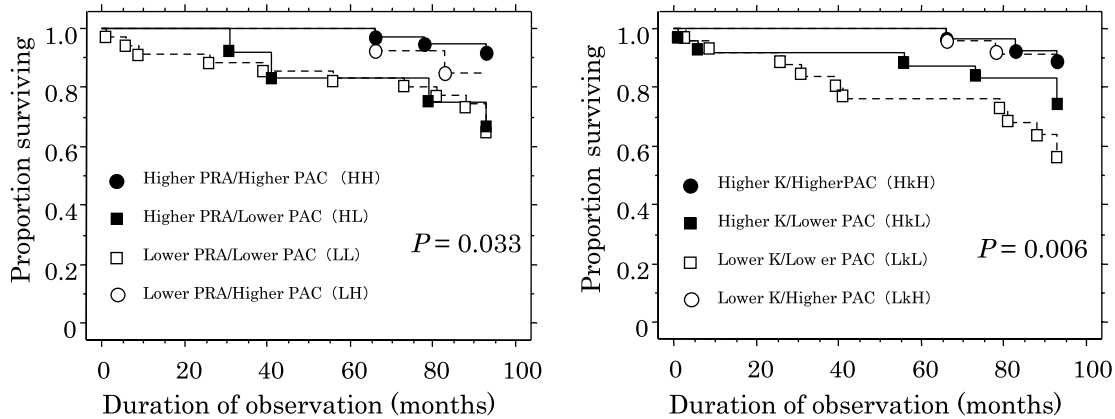 Proportion surviving
1.0
0.8
0.6
0.4
0.2
0
Higher PRA/Higher PAC (HH)
Higher PRA/Lower PAC (HL)
Lower PRA/Lower PAC (LL)
Lower PRA/Higher PAC (LH)
P = 0.033
0 20 40 60 80 100
Duration of observation (months)
Proportion surviving
1.0
0.8
0.6
0.4
0.2
0
Higher K/HigherPAC (HkH)
Higher K/Lower PAC (HkL)
Lower K/Low er PAC (LkL)
Lower K/Higher PAC (LkH)
P = 0.006
0 20 40 60 80 100
Duration of observation (months)